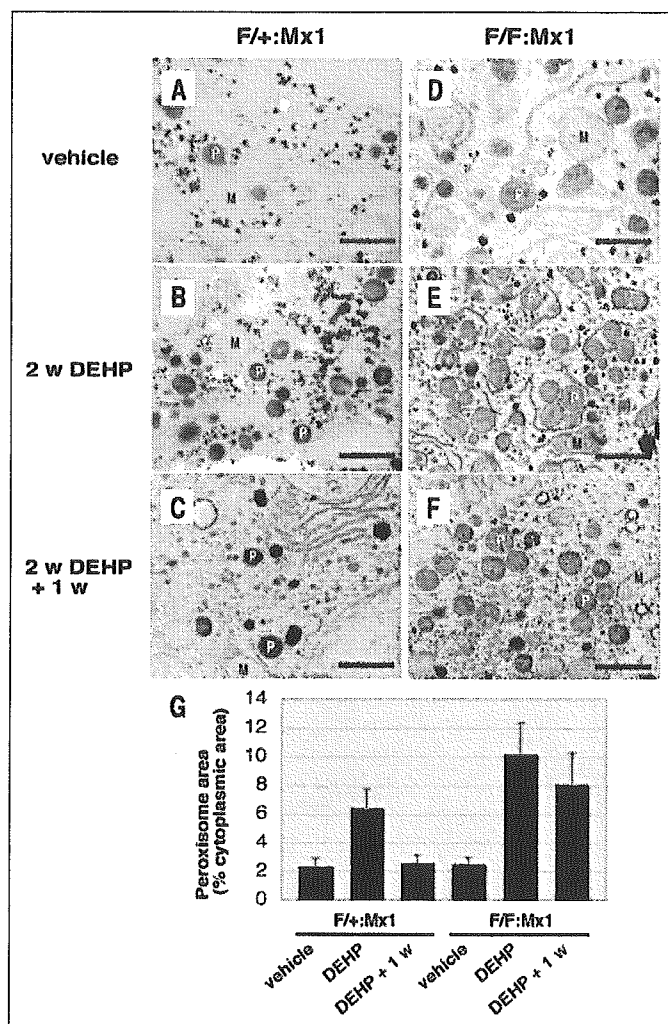 F/+:Mx1 F/F:Mx1
A D
vehicle
P M M P
B E
2 w DEHP
M P P P M M
C F
2 w DEHP
+ 1 w
P P M P P M
G
Peroxisome area
(% cytoplasmic area)
14
12
10
8
6
4
2
0
F/+:Mx1 F/F:Mx1
vehicle DEHP DEHP + 1 w vehicle DEHP DEHP + 1 w